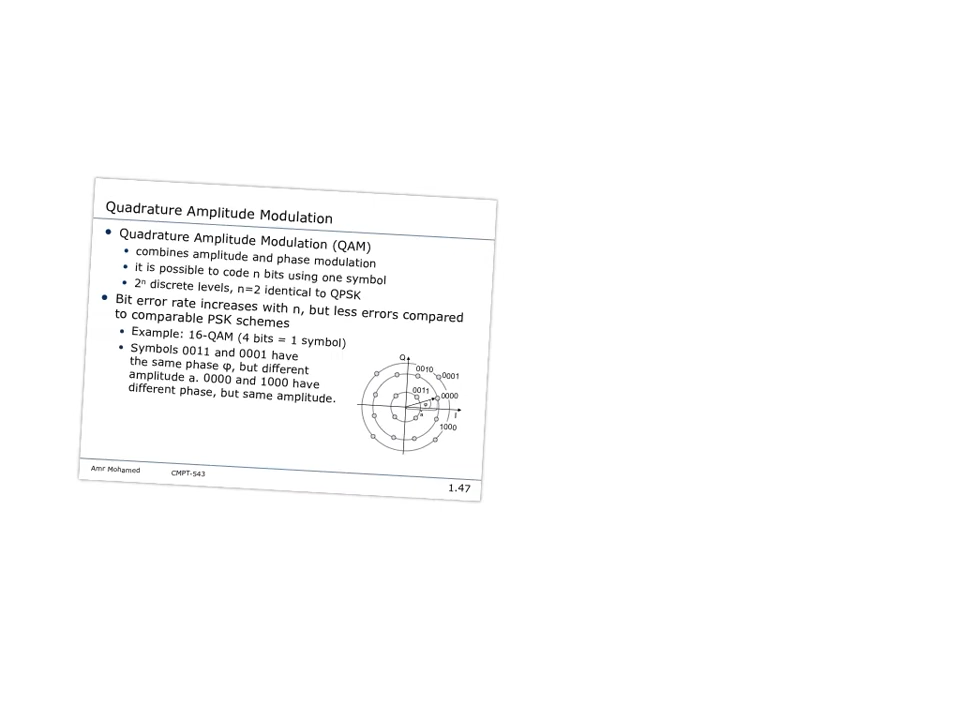 Quadrature Amplitude Modulation
• Quadrature Amplitude Modulation (QAM)
• combines amplitude and phase modulation
• it is possible to code n bits using one symbol
• 2ⁿ discrete levels, n=2 identical to QPSK
• Bit error rate increases with n, but less errors compared
to comparable PSK schemes
• Example: 16-QAM (4 bits = 1 symbol)
• Symbols 0011 and 0001 have
the same phase φ, but different
amplitude a. 0000 and 1000 have
different phase, but same amplitude.
Q
0010
0001
0011
0000
φ
a
I
1000
Amr Mohamed
CMPT-543
1.47